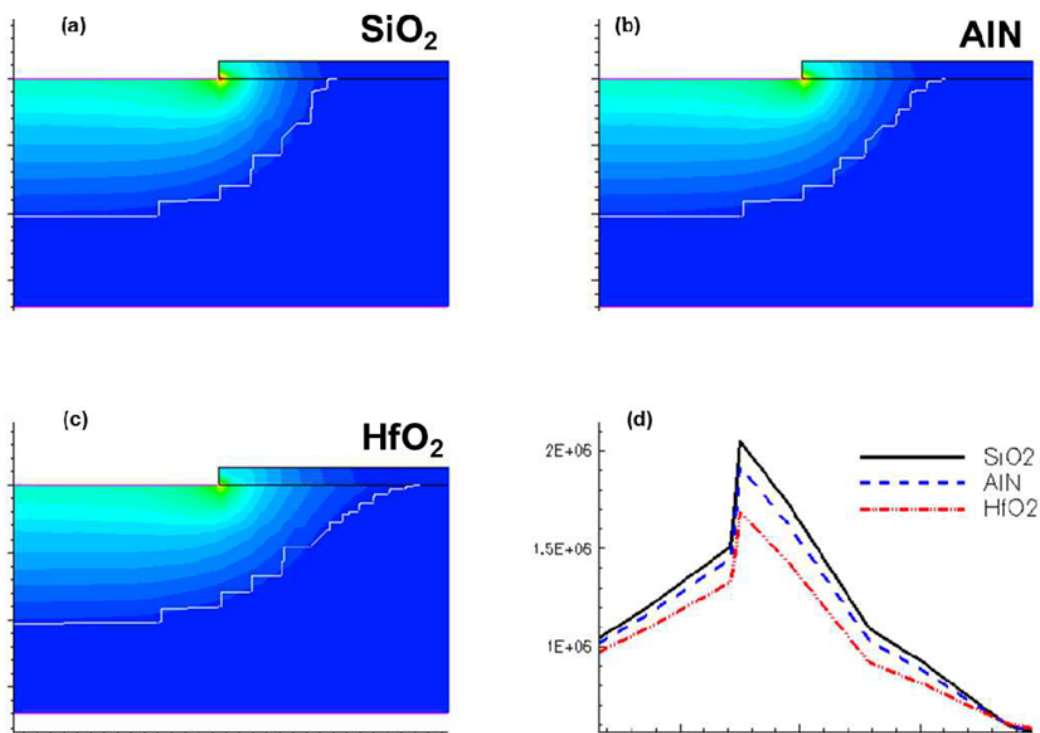 (a)
SiO2
(b)
AlN
(c)
HfO2
(d)
2E+06
1.5E+06
1E+06
SiO2
AlN
HfO2